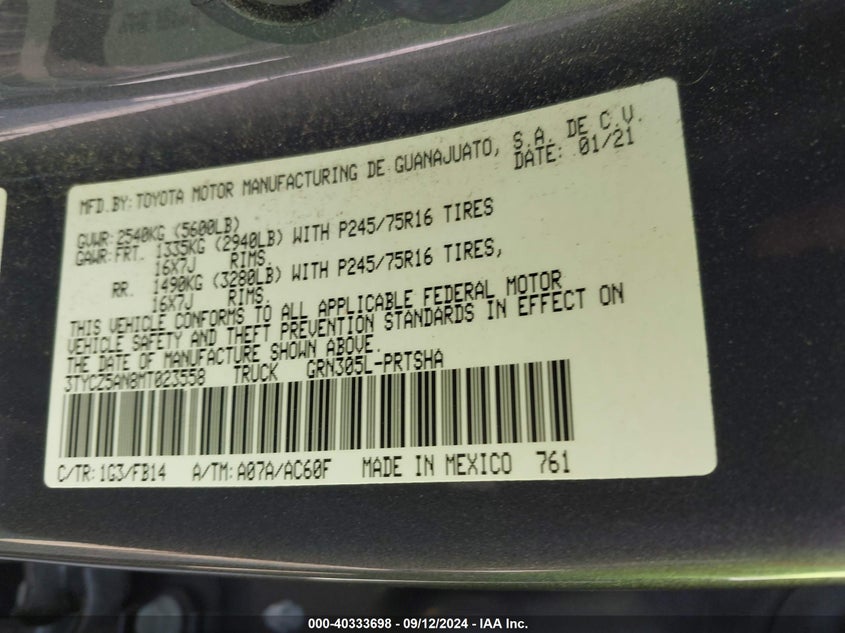 MFD.BY: TOYOTA MOTOR MANUFACTURING DE GUANAJUATO, S.A. DE C.V.
DATE: 01/21
GVWR: 2540KG (5600LB)
GAWR: FRT. 1335KG (2940LB) WITH P245/75R16 TIRES
16X7J RIMS.
RR. 1490KG (3280LB) WITH P245/75R16 TIRES,
16X7J RIMS.
THIS VEHICLE CONFORMS TO ALL APPLICABLE FEDERAL MOTOR
VEHICLE SAFETY AND THEFT PREVENTION STANDARDS IN EFFECT ON
THE DATE OF MANUFACTURE SHOWN ABOVE.
3TYCZ5AN8MT023558 TRUCK GRN305L-PRTSHA
C/TR: 1G3/FB14 A/TM: A07A/AC60F MADE IN MEXICO 761
000-40333698 - 09/12/2024 - IAA Inc.